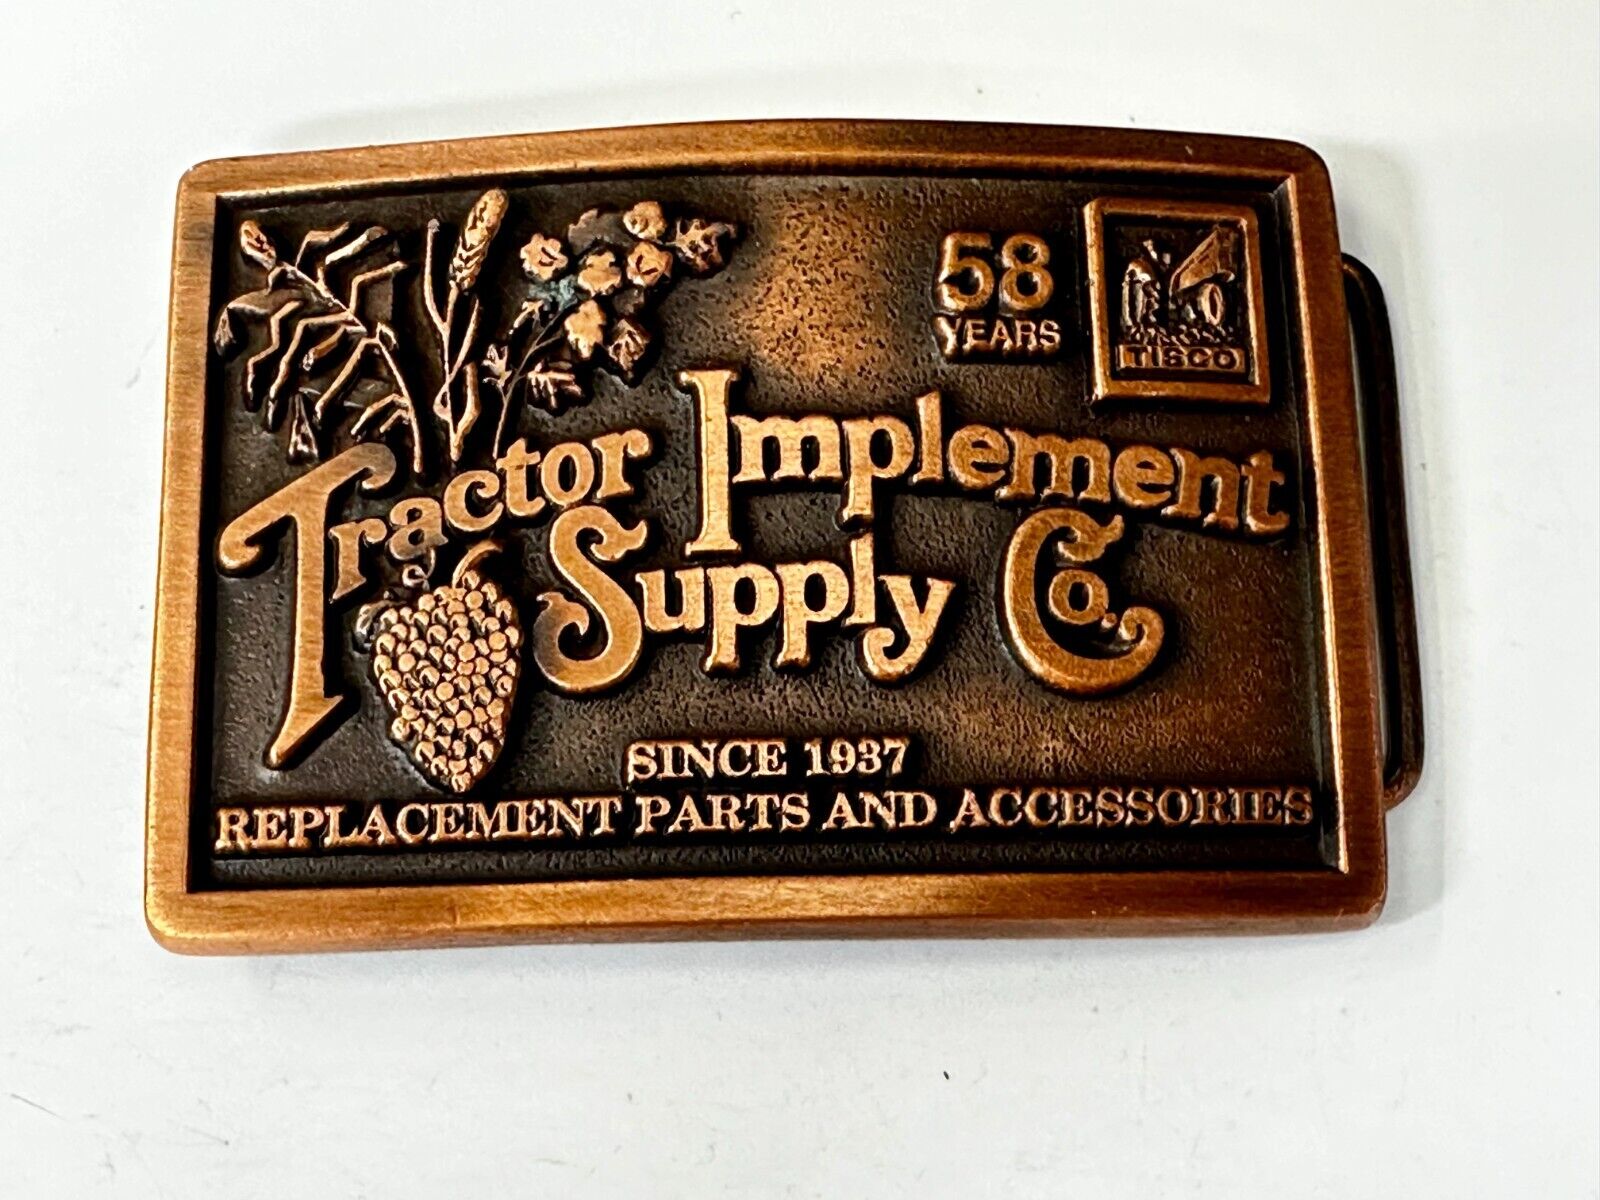 58
YEARS
TISCO
Tractor Implement
Supply Co.
SINCE 1937
REPLACEMENT PARTS AND ACCESSORIES